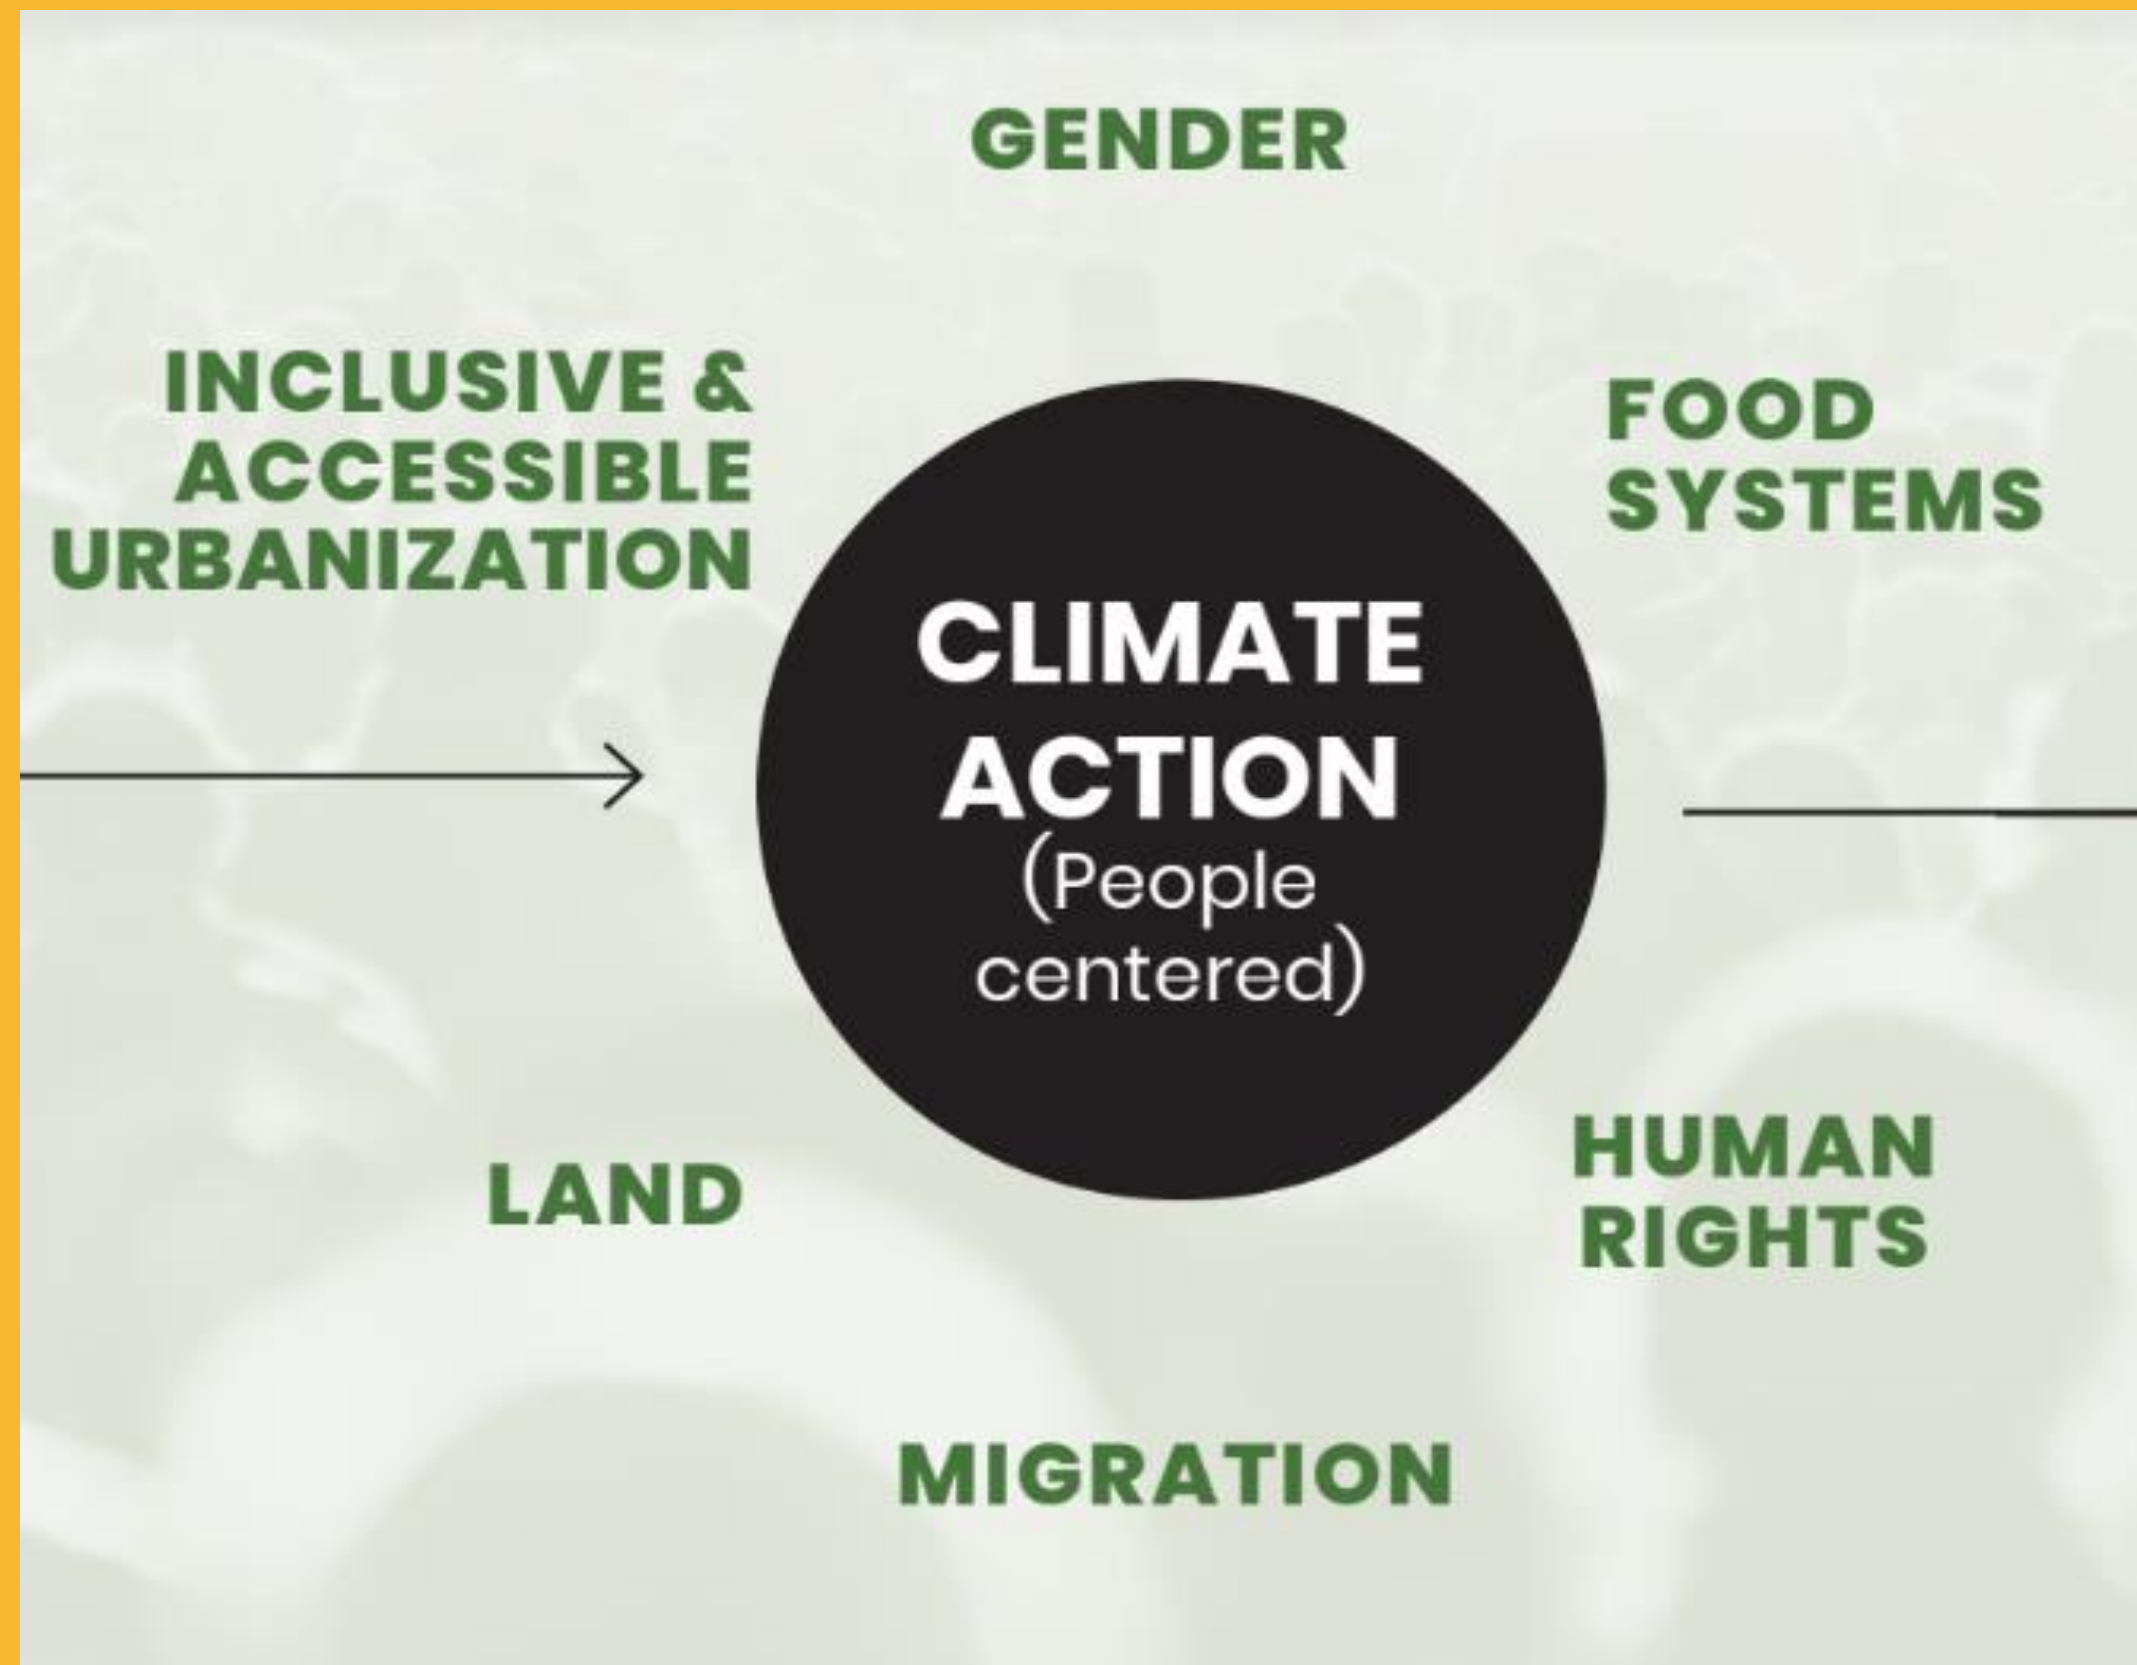 GENDER
INCLUSIVE &
ACCESSIBLE
URBANIZATION
FOOD
SYSTEMS
CLIMATE
ACTION
(People
centered)
LAND
HUMAN
RIGHTS
MIGRATION